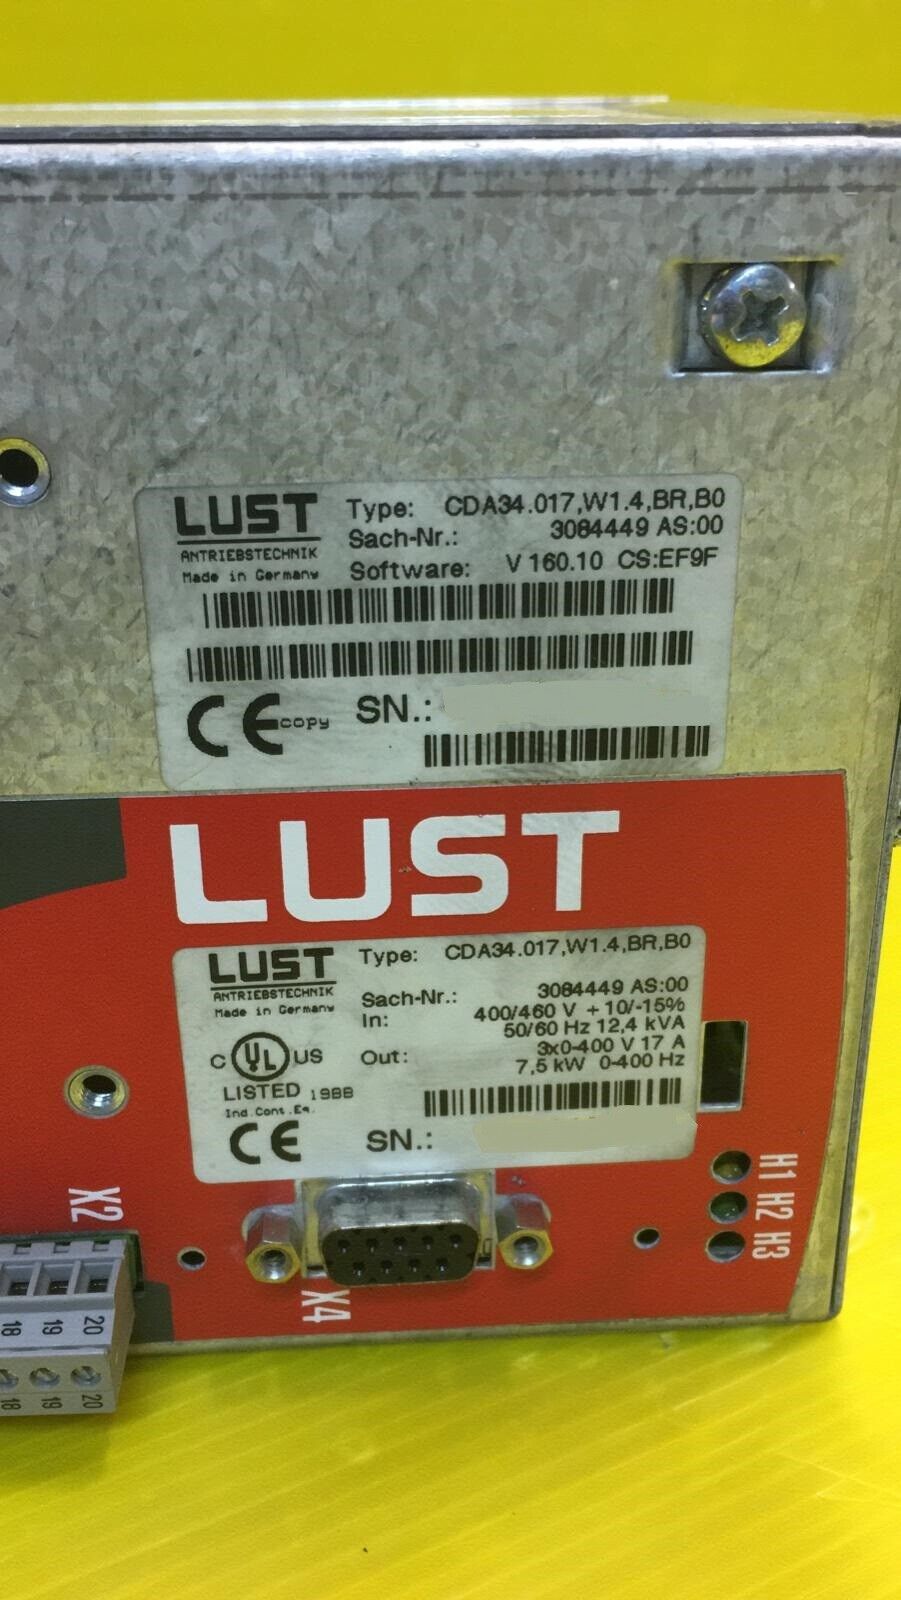 LUST
ANTRIEBSTECHNIK
Made in Germany
Type: CDA34.017,W1.4,BR,B0
Sach-Nr.: 3084449 AS:00
Software: V 160.10 CS:EF9F
CE copy SN.:
LUST
LUST
ANTRIEBSTECHNIK
Made in Germany
C UL US
LISTED 19BB
Ind.Cont.Eq.
CE
Type: CDA34.017,W1.4,BR,B0
Sach-Nr.: 3084449 AS:00
In: 400/460 V +10/-15%
50/60 Hz 12,4 kVA
Out: 3x0-400 V 17 A
7,5 kW 0-400 Hz
SN.:
H1 H2 H3
X2
X4
18 19 20
18 19 20